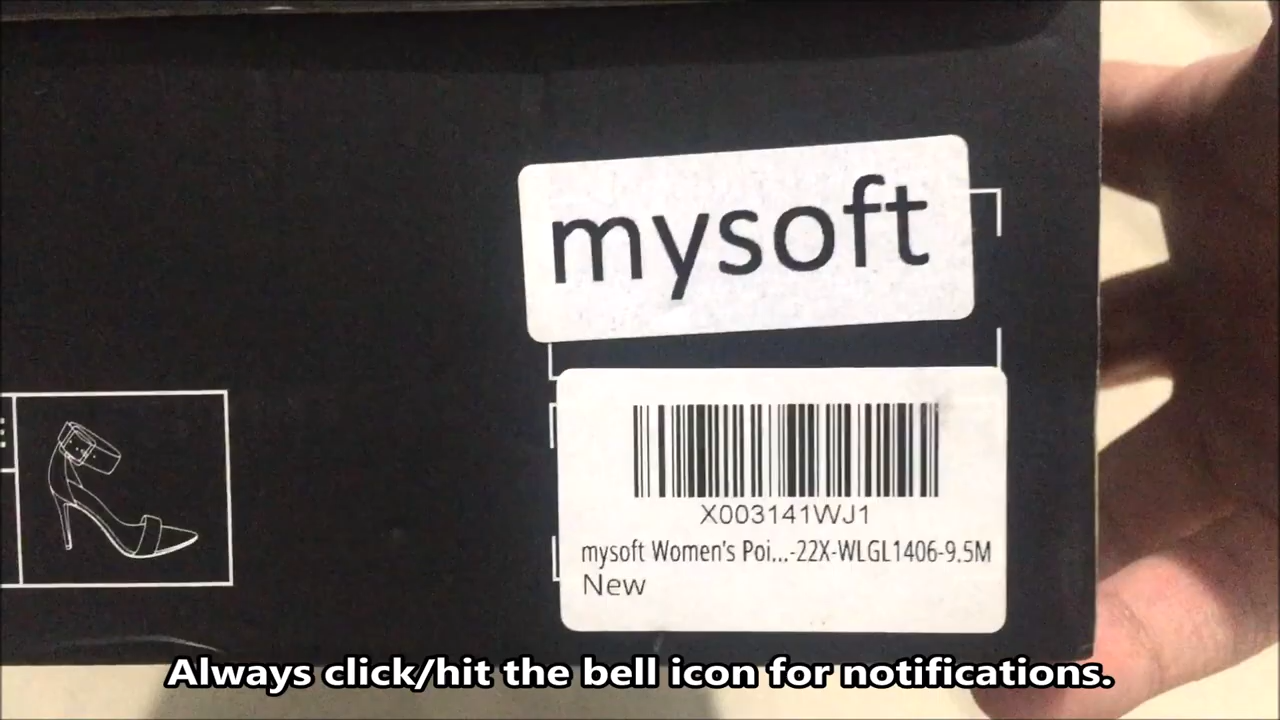 mysoft
X003141WJ1
mysoft Women's Poi...-22X-WLGL1406-9.5M
New
Always click/hit the bell icon for notifications.